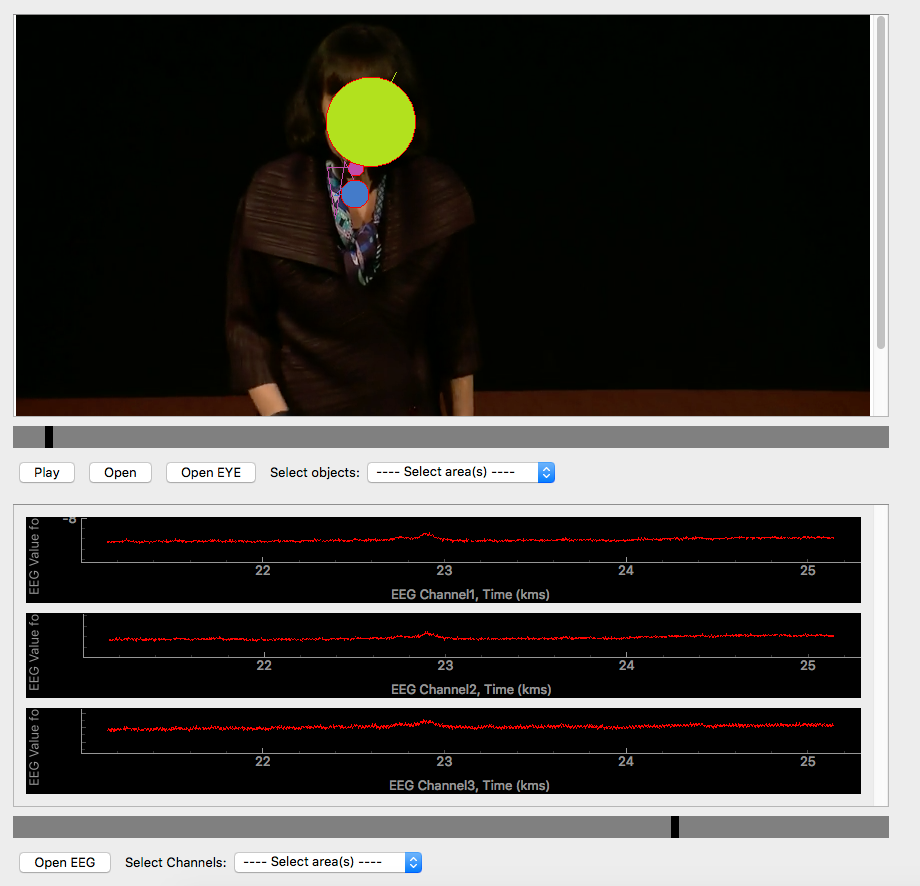 Play Open Open EYE Select objects: ---- Select area(s) ----
-8
EEG Value fo
22 23 24 25
EEG Channel1, Time (kms)
EEG Value fo
22 23 24 25
EEG Channel2, Time (kms)
EEG Value fo
22 23 24 25
EEG Channel3, Time (kms)
Open EEG Select Channels: ---- Select area(s) ----